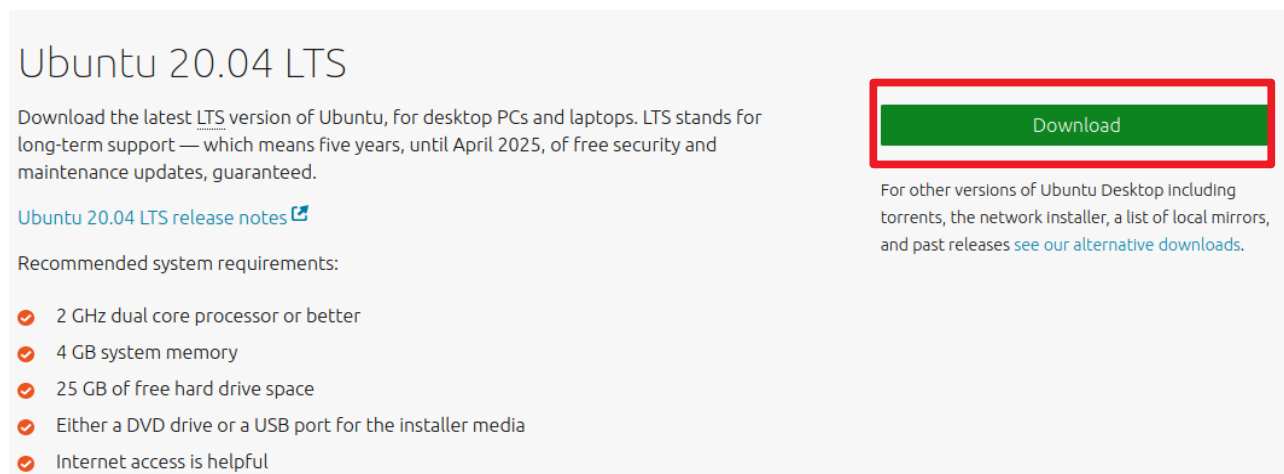 Ubuntu 20.04 LTS
Download the latest LTS version of Ubuntu, for desktop PCs and laptops. LTS stands for
long-term support — which means five years, until April 2025, of free security and
maintenance updates, guaranteed.
Ubuntu 20.04 LTS release notes
Recommended system requirements:
2 GHz dual core processor or better
4 GB system memory
25 GB of free hard drive space
Either a DVD drive or a USB port for the installer media
Internet access is helpful
Download
For other versions of Ubuntu Desktop including
torrents, the network installer, a list of local mirrors,
and past releases see our alternative downloads.